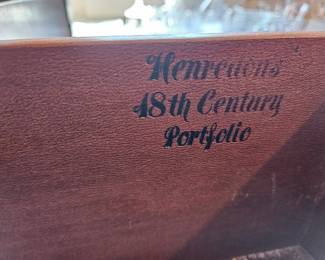 Henredon's
18th Century
Portfolio